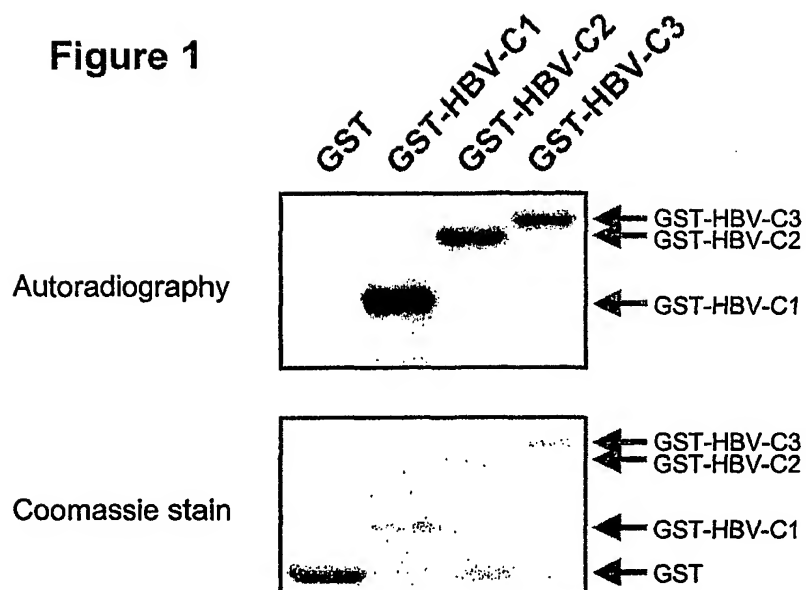 Figure 1
GST
GST-HBV-C1
GST-HBV-C2
GST-HBV-C3
Autoradiography
GST-HBV-C3
GST-HBV-C2
GST-HBV-C1
Coomassie stain
GST-HBV-C3
GST-HBV-C2
GST-HBV-C1
GST